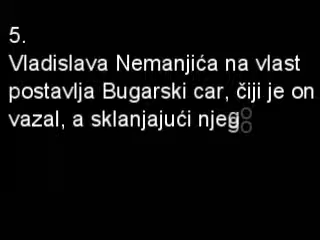 5.
Vladislava Nemanjića na vlast
postavlja Bugarski car, čiji je on
vazal, a sklanjajući njeg